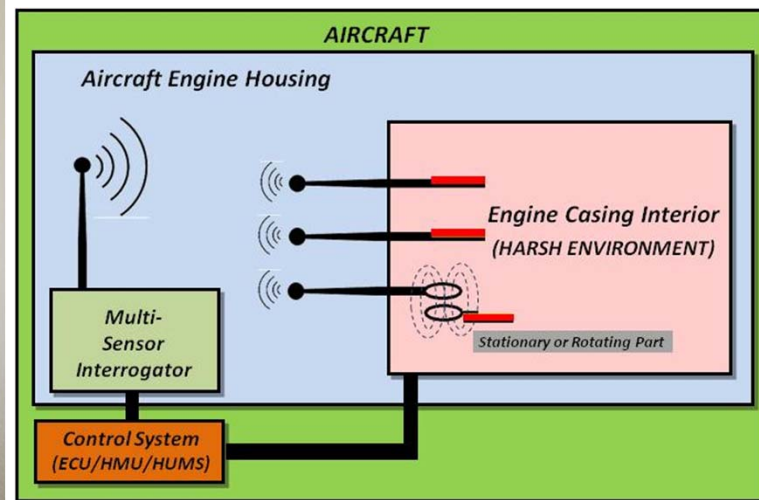 AIRCRAFT
Aircraft Engine Housing
Engine Casing Interior
(HARSH ENVIRONMENT)
Multi-
Sensor
Interrogator
Stationary or Rotating Part
Control System
(ECU/HMU/HUMS)